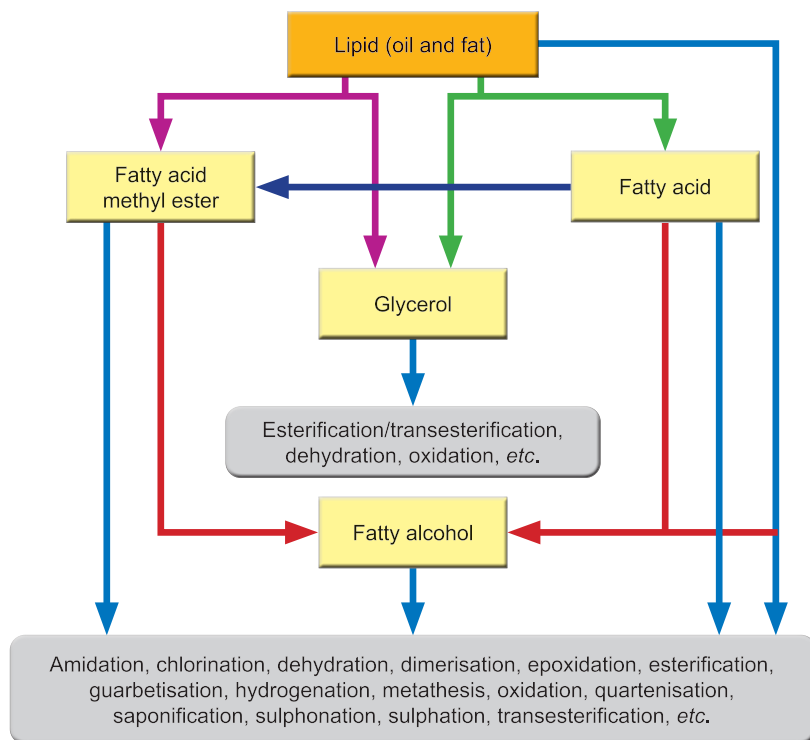 Lipid (oil and fat)
Fatty acid
methyl ester
Fatty acid
Glycerol
Esterification/transesterification,
dehydration, oxidation, etc.
Fatty alcohol
Amidation, chlorination, dehydration, dimerisation, epoxidation, esterification,
guarbetisation, hydrogenation, metathesis, oxidation, quartenisation,
saponification, sulphonation, sulphation, transesterification, etc.